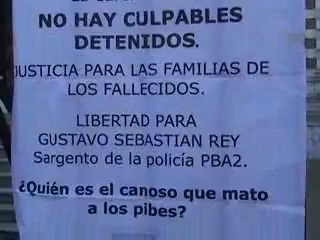 NO HAY CULPABLES
DETENIDOS.
JUSTICIA PARA LAS FAMILIAS DE
LOS FALLECIDOS.
LIBERTAD PARA
GUSTAVO SEBASTIAN REY
Sargento de la policía PBA2.
¿Quién es el canoso que mato
a los pibes?